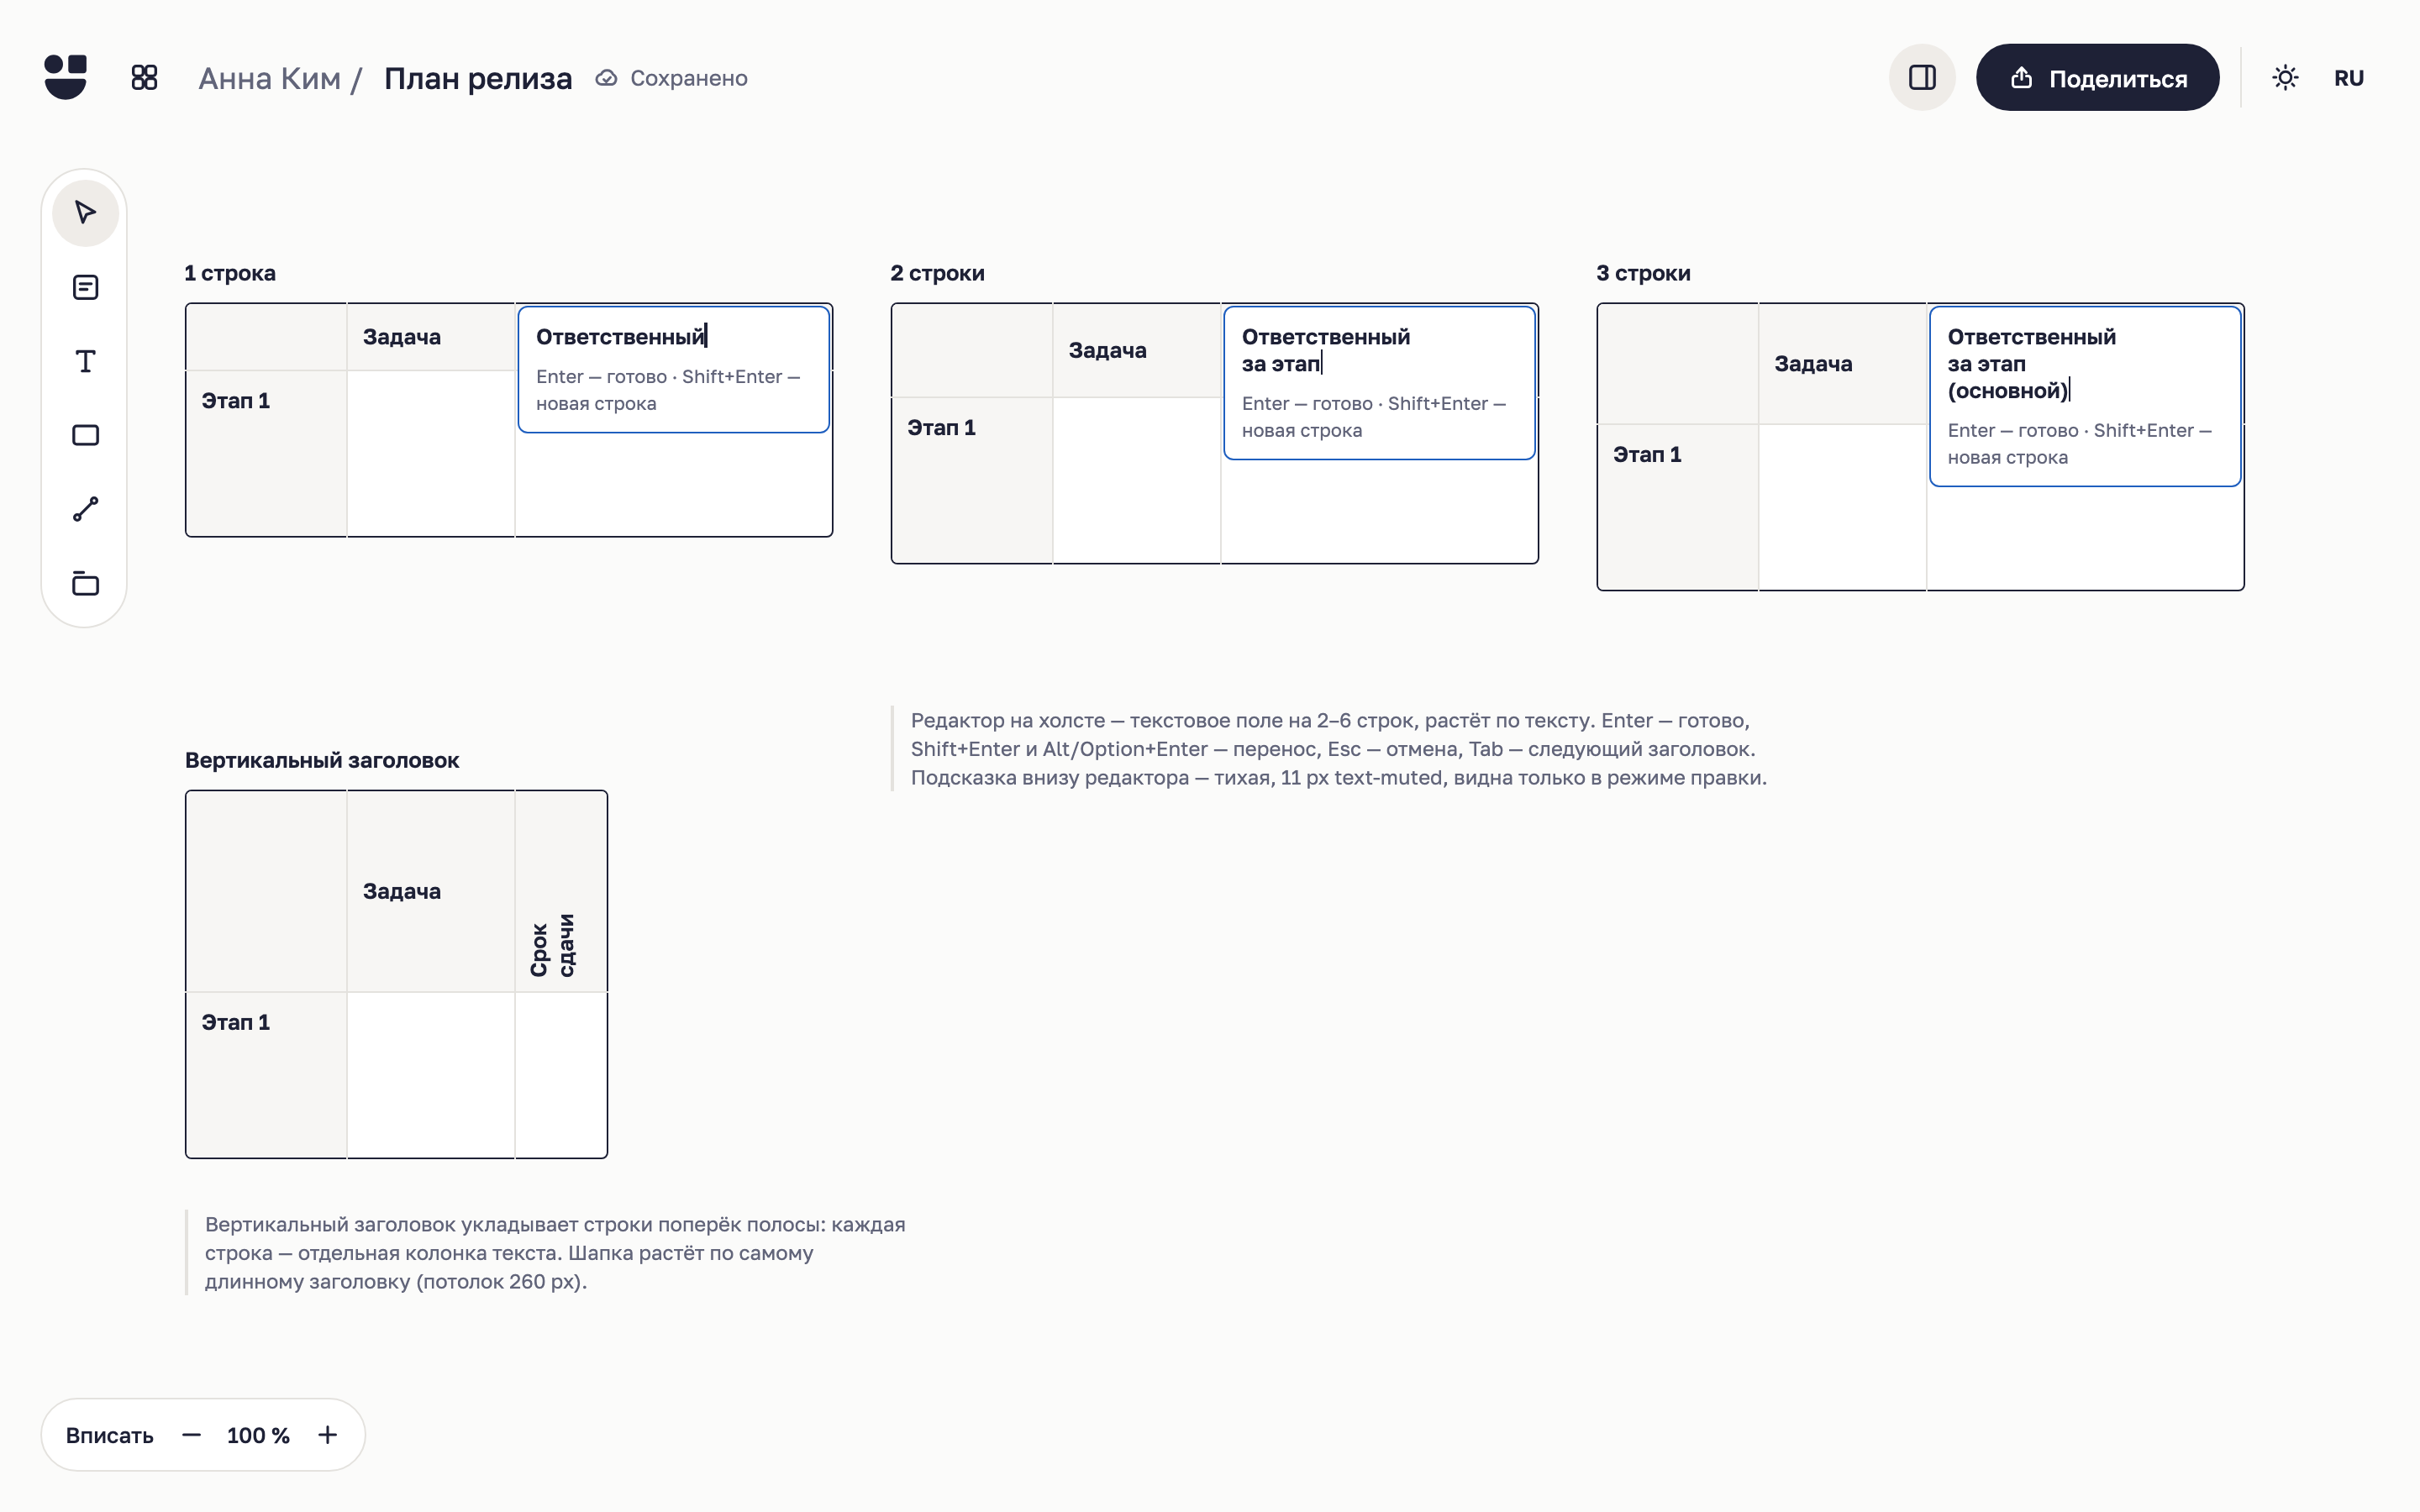 Анна Ким / План релиза Сохранено
Поделиться RU
1 строка
Задача
Ответственный
Enter — готово · Shift+Enter —
новая строка
Этап 1
2 строки
Задача
Ответственный
за этап
Enter — готово · Shift+Enter —
новая строка
Этап 1
3 строки
Задача
Ответственный
за этап
(основной)
Enter — готово · Shift+Enter —
новая строка
Этап 1
Редактор на холсте — текстовое поле на 2–6 строк, растёт по тексту. Enter — готово,
Shift+Enter и Alt/Option+Enter — перенос, Esc — отмена, Tab — следующий заголовок.
Подсказка внизу редактора — тихая, 11 px text-muted, видна только в режиме правки.
Вертикальный заголовок
Задача
Срок
сдачи
Этап 1
Вертикальный заголовок укладывает строки поперёк полосы: каждая
строка — отдельная колонка текста. Шапка растёт по самому
длинному заголовку (потолок 260 px).
Вписать — 100 % +